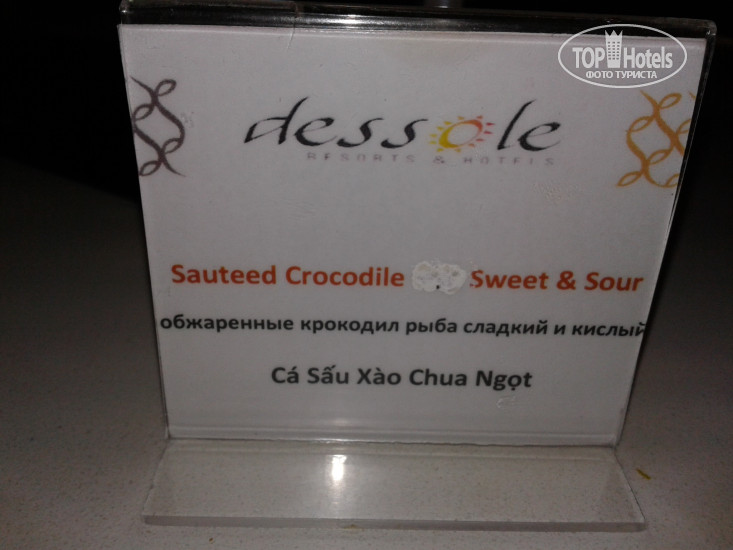 TOP Hotels
ФОТО ТУРИСТА
dessole
RESORTS & HOTELS
Sauteed Crocodile Sweet & Sour
обжаренные крокодил рыба сладкий и кислый
Cá Sấu Xào Chua Ngọt